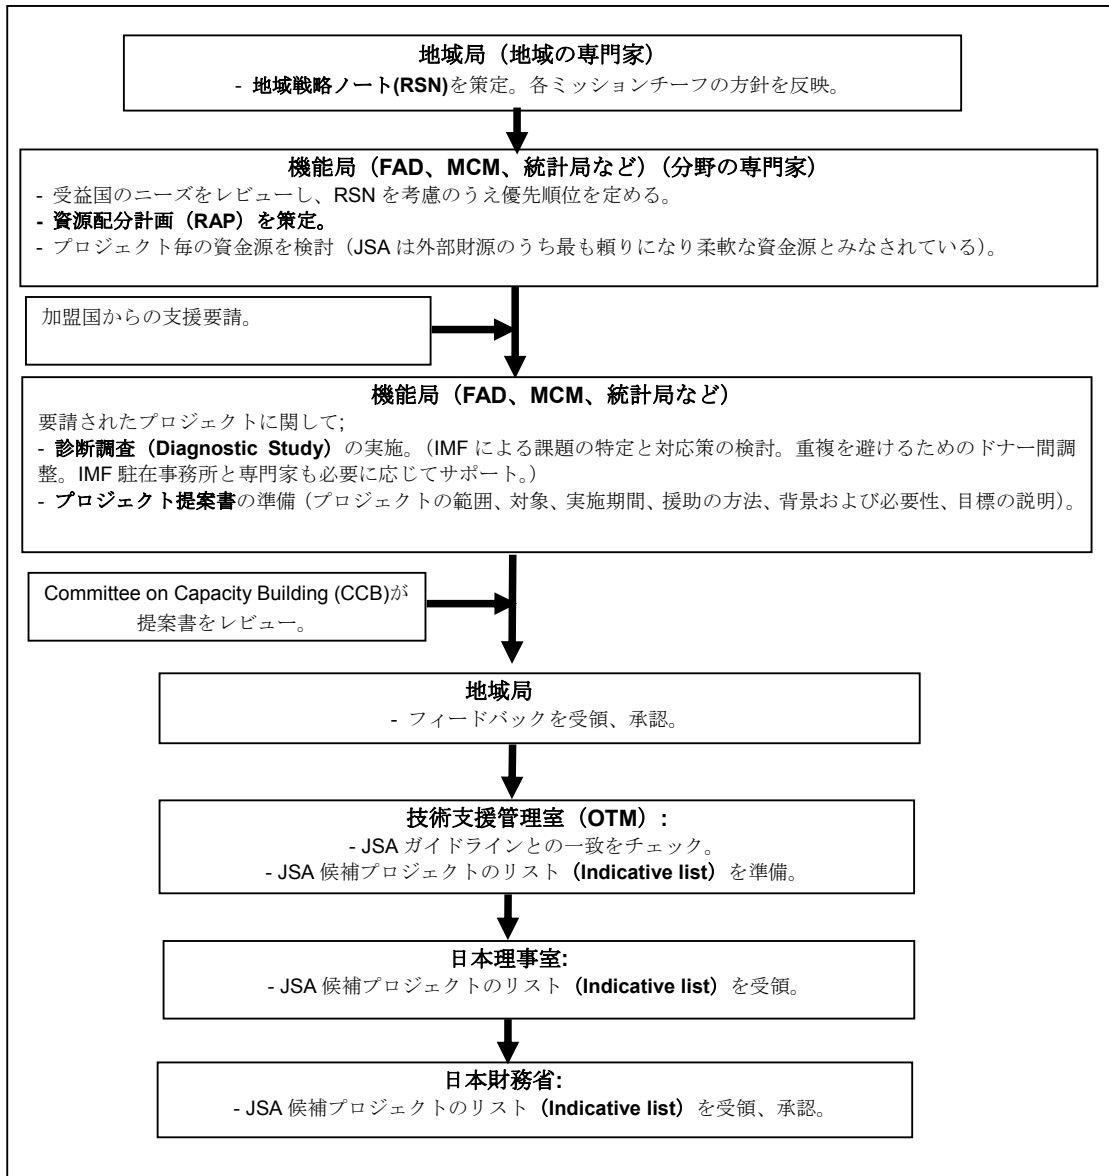 地域局（地域の専門家）
- 地域戦略ノート(RSN)を策定。各ミッションチーフの方針を反映。
機能局（FAD、MCM、統計局など）（分野の専門家）
- 受益国のニーズをレビューし、RSN を考慮のうえ優先順位を定める。
- 資源配分計画（RAP）を策定。
- プロジェクト毎の資金源を検討（JSA は外部財源のうち最も頼りになり柔軟な資金源とみなされている）。
加盟国からの支援要請。
機能局（FAD、MCM、統計局など）
要請されたプロジェクトに関して;
- 診断調査（Diagnostic Study）の実施。（IMF による課題の特定と対応策の検討。重複を避けるためのドナー間調
整。IMF 駐在事務所と専門家も必要に応じてサポート。）
- プロジェクト提案書の準備（プロジェクトの範囲、対象、実施期間、援助の方法、背景および必要性、目標の説明）。
Committee on Capacity Building (CCB)が
提案書をレビュー。
地域局
- フィードバックを受領、承認。
技術支援管理室（OTM）:
- JSA ガイドラインとの一致をチェック。
- JSA 候補プロジェクトのリスト（Indicative list）を準備。
日本理事室:
- JSA 候補プロジェクトのリスト（Indicative list）を受領。
日本財務省:
- JSA 候補プロジェクトのリスト（Indicative list）を受領、承認。